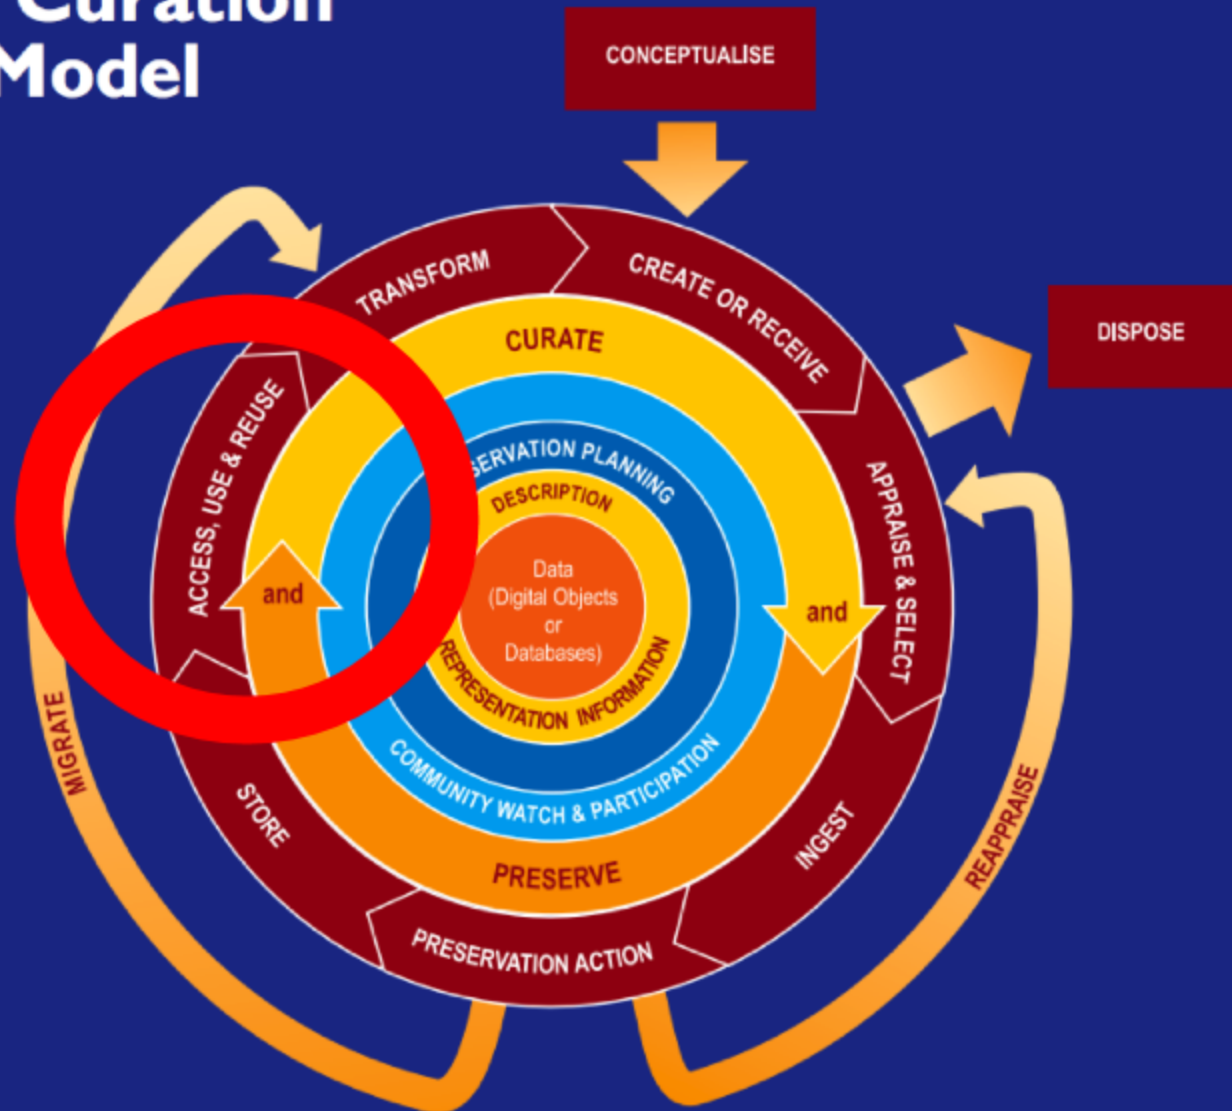 Curation
Model
CONCEPTUALISE
TRANSFORM
CREATE OR RECEIVE
DISPOSE
CURATE
ACCESS, USE & REUSE
APPRAISE & SELECT
PLANNING
DESCRIPTION
Data
(Digital Objects
or
Databases)
and
and
REPRESENTATION INFORMATION
COMMUNITY WATCH & PARTICIPATION
MIGRATE
STORE
INGEST
REAPPRAISE
PRESERVE
PRESERVATION ACTION